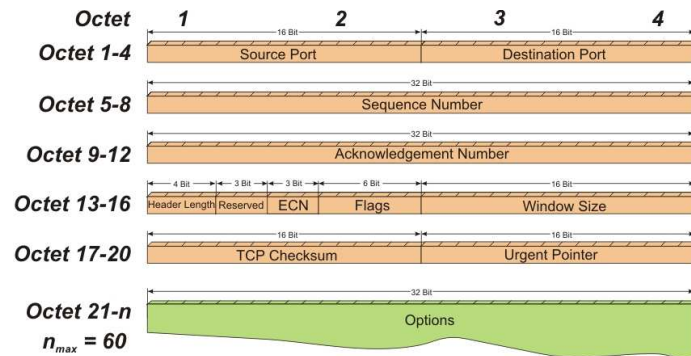 Octet 1 2 3 4
16 Bit 16 Bit
Octet 1-4 Source Port Destination Port
32 Bit
Octet 5-8 Sequence Number
32 Bit
Octet 9-12 Acknowledgement Number
4 Bit 3 Bit 3 Bit 6 Bit 16 Bit
Octet 13-16 Header Length Reserved ECN Flags Window Size
16 Bit 16 Bit
Octet 17-20 TCP Checksum Urgent Pointer
32 Bit
Octet 21-n Options
nmax = 60